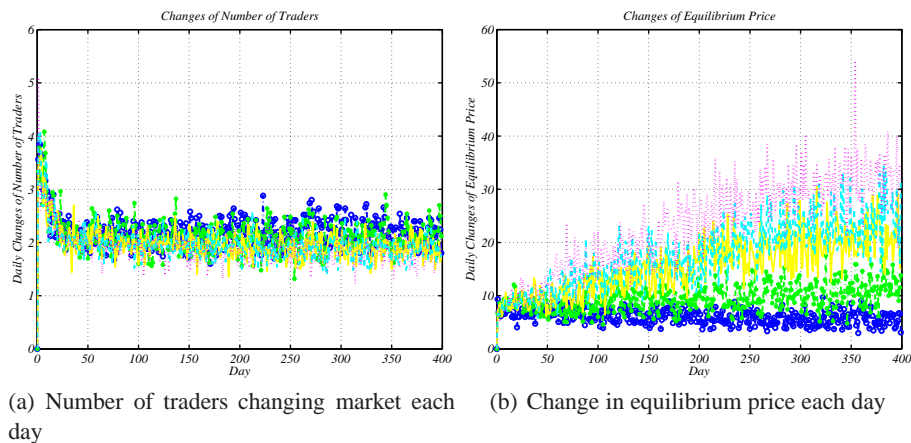 Changes of Number of Traders
6
5
4
3
2
1
0
Daily Changes of Number of Traders
0 50 100 150 200 250 300 350 400
Day
(a) Number of traders changing market each
day
Changes of Equilibrium Price
60
50
40
30
20
10
0
Daily Changes of Equilibrium Price
0 50 100 150 200 250 300 350 400
Day
(b) Change in equilibrium price each day